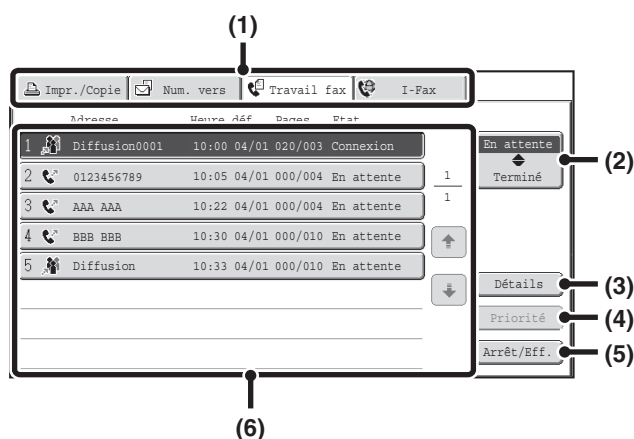 (1)
Impr./Copie Num. vers Travail fax I-Fax
Adresse Heure déf. Pages Etat
1 Diffusion0001 10:00 04/01 020/003 Connexion
2 0123456789 10:05 04/01 000/004 En attente
3 AAA AAA 10:22 04/01 000/004 En attente
4 BBB BBB 10:30 04/01 000/010 En attente
5 Diffusion 10:33 04/01 000/010 En attente
1
1
En attente
Terminé
(2)
Détails (3)
Priorité (4)
Arrêt/Eff. (5)
(6)